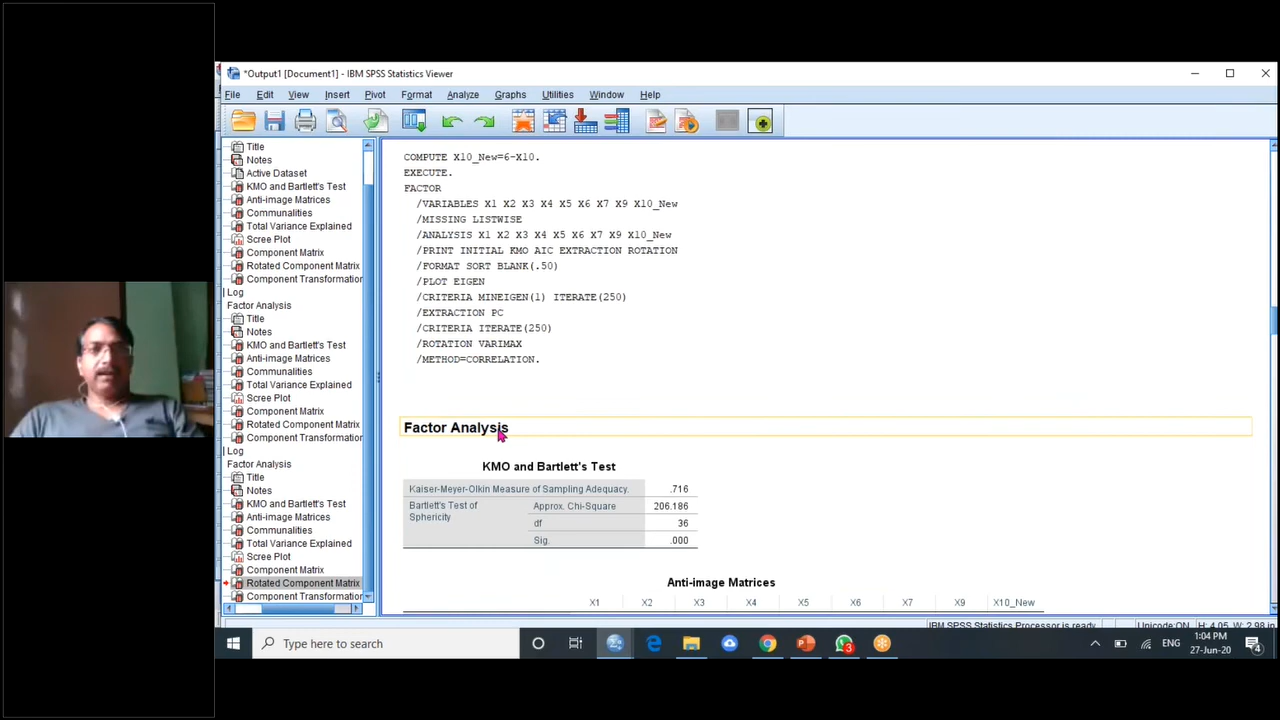 *Output1 [Document1] - IBM SPSS Statistics Viewer
File Edit View Insert Format Pivot Analyze Graphs Utilities Window Help
Title
Notes
Active Dataset
KMO and Bartlett's Test
Anti-image Matrices
Communalities
Total Variance Explained
Scree Plot
Component Matrix
Rotated Component Matrix
Component Transformation
Log
Factor Analysis
Title
Notes
KMO and Bartlett's Test
Anti-image Matrices
Communalities
Total Variance Explained
Scree Plot
Component Matrix
Rotated Component Matrix
Component Transformation
Log
Factor Analysis
Title
Notes
KMO and Bartlett's Test
Anti-image Matrices
Communalities
Total Variance Explained
Scree Plot
Component Matrix
Rotated Component Matrix
Component Transformation
COMPUTE X10_New=6-X10.
EXECUTE.
FACTOR
/VARIABLES X1 X2 X3 X4 X5 X6 X7 X9 X10_New
/MISSING LISTWISE
/ANALYSIS X1 X2 X3 X4 X5 X6 X7 X9 X10_New
/PRINT INITIAL KMO AIC EXTRACTION ROTATION
/FORMAT SORT BLANK(.50)
/PLOT EIGEN
/CRITERIA MINEIGEN(1) ITERATE(250)
/EXTRACTION PC
/CRITERIA ITERATE(250)
/ROTATION VARIMAX
/METHOD=CORRELATION.
Factor Analysis
KMO and Bartlett's Test
Kaiser-Meyer-Olkin Measure of Sampling Adequacy. .716
Bartlett's Test of Sphericity Approx. Chi-Square 206.186
df 36
Sig. .000
Anti-image Matrices
X1 X2 X3 X4 X5 X6 X7 X9 X10_New
IBM SPSS Statistics Processor is ready Unicode:ON H: 4.05, W: 2.98 in
Type here to search
3
ENG
1:04 PM
27-Jun-20
4